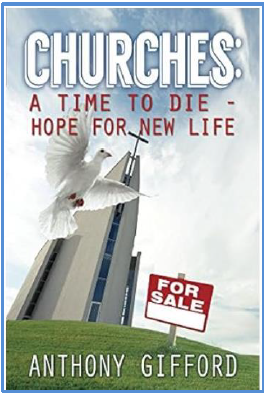 CHURCHES:
A TIME TO DIE -
HOPE FOR NEW LIFE
FOR
SALE
ANTHONY GIFFORD